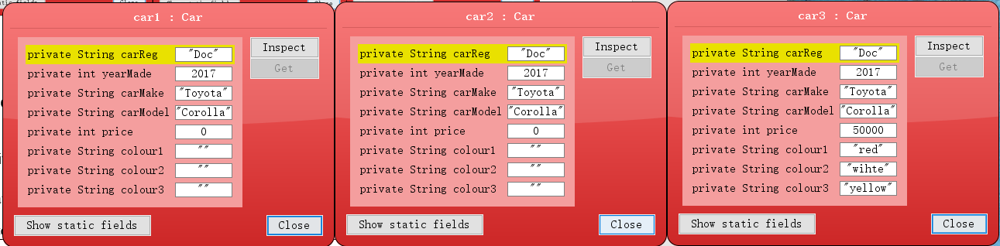 car1 : Car
private String carReg "Doc"
private int yearMade 2017
private String carMake "Toyota"
private String carModel "Corolla"
private int price 0
private String colour1 ""
private String colour2 ""
private String colour3 ""
Inspect
Get
Show static fields
Close
car2 : Car
private String carReg "Doc"
private int yearMade 2017
private String carMake "Toyota"
private String carModel "Corolla"
private int price 0
private String colour1 ""
private String colour2 ""
private String colour3 ""
Inspect
Get
Show static fields
Close
car3 : Car
private String carReg "Doc"
private int yearMade 2017
private String carMake "Toyota"
private String carModel "Corolla"
private int price 50000
private String colour1 "red"
private String colour2 "wihte"
private String colour3 "yellow"
Inspect
Get
Show static fields
Close